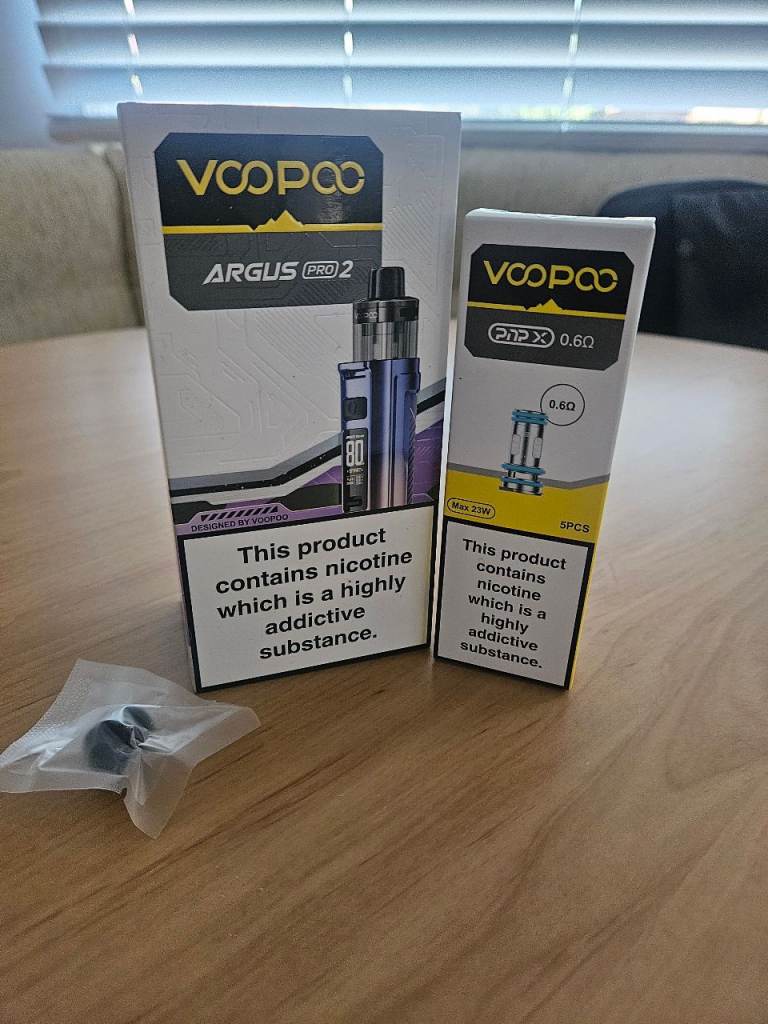 VOOPOO
ARGUS PRO 2
VOOPOO
80
DESIGNED BY VOOPOO
This product
contains nicotine
which is a highly
addictive
substance.
VOOPOO
PNP X 0.6Ω
0.6Ω
Max 23W
5PCS
This product
contains
nicotine
which is a
highly
addictive
substance.